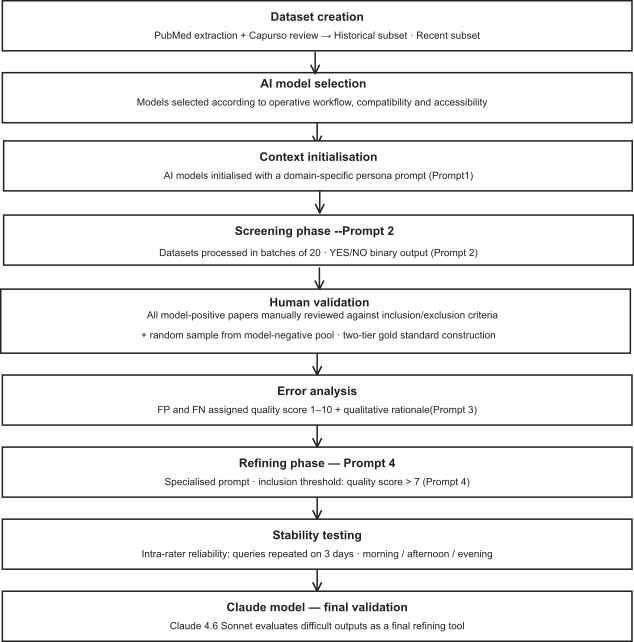 Dataset creation
PubMed extraction + Capurso review → Historical subset · Recent subset
AI model selection
Models selected according to operative workflow, compatibility and accessibility
Context initialisation
AI models initialised with a domain-specific persona prompt (Prompt1)
Screening phase --Prompt 2
Datasets processed in batches of 20 · YES/NO binary output (Prompt 2)
Human validation
All model-positive papers manually reviewed against inclusion/exclusion criteria
+ random sample from model-negative pool · two-tier gold standard construction
Error analysis
FP and FN assigned quality score 1–10 + qualitative rationale(Prompt 3)
Refining phase — Prompt 4
Specialised prompt · inclusion threshold: quality score > 7 (Prompt 4)
Stability testing
Intra-rater reliability: queries repeated on 3 days · morning / afternoon / evening
Claude model — final validation
Claude 4.6 Sonnet evaluates difficult outputs as a final refining tool